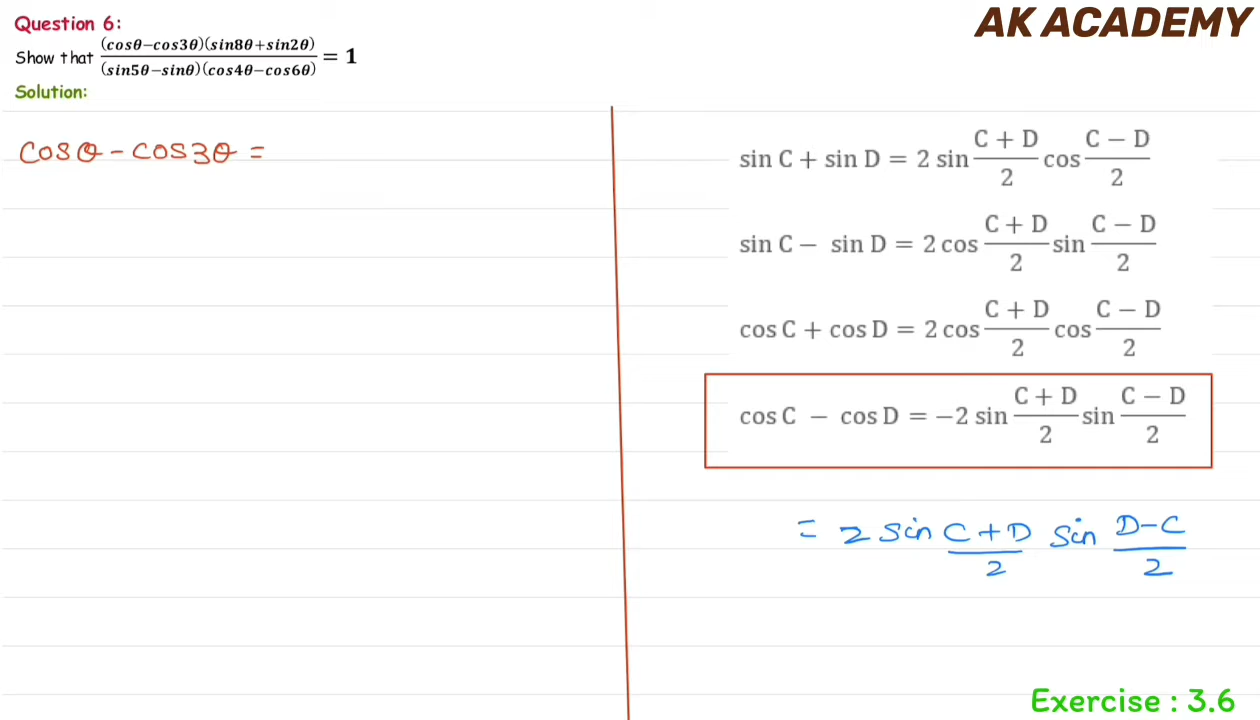 Question 6:
AK ACADEMY
Show that (cosθ−cos3θ)(sin8θ+sin2θ)/(sin5θ−sinθ)(cos4θ−cos6θ) = 1
Solution:
cosθ - cos3θ =
sin C + sin D = 2 sin (C + D)/2 cos (C − D)/2
sin C − sin D = 2 cos (C + D)/2 sin (C − D)/2
cos C + cos D = 2 cos (C + D)/2 cos (C − D)/2
cos C − cos D = −2 sin (C + D)/2 sin (C − D)/2
= 2 sin (C+D)/2 sin (D-C)/2
Exercise : 3.6